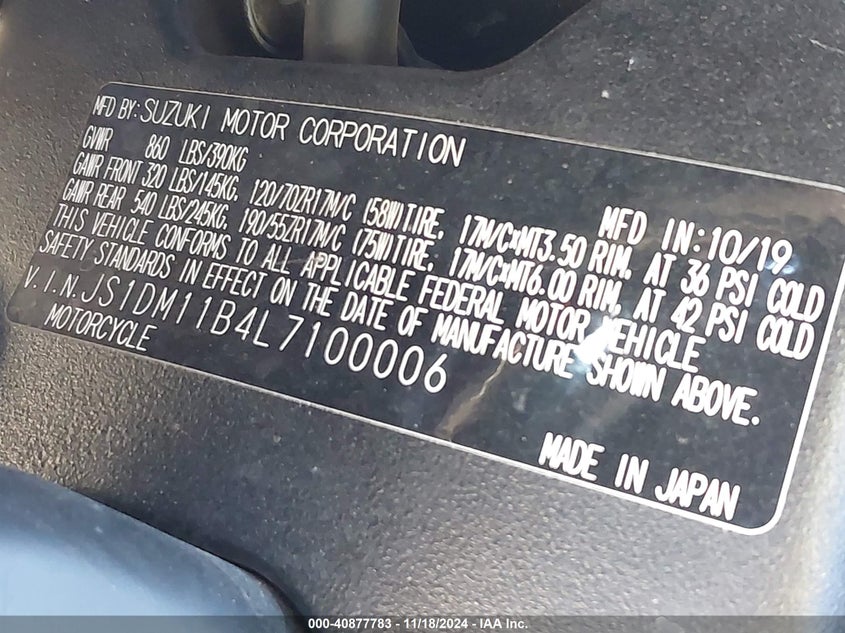 MFD BY:SUZUKI MOTOR CORPORATION
MFD IN:10/19
GVWR 860 LBS/390KG
GAWR FRONT 320 LBS/145KG, 120/70ZR17M/C (58W)TIRE, 17M/C×MT3.50 RIM, AT 36 PSI COLD
GAWR REAR 540 LBS/245KG, 190/55ZR17M/C (75W)TIRE, 17M/C×MT6.00 RIM, AT 42 PSI COLD
THIS VEHICLE CONFORMS TO ALL APPLICABLE FEDERAL MOTOR VEHICLE
SAFETY STANDARDS IN EFFECT ON THE DATE OF MANUFACTURE SHOWN ABOVE.
V.I.N.JS1DM11B4L7100006
MOTORCYCLE
MADE IN JAPAN
000-40877783 - 11/18/2024 - IAA Inc.